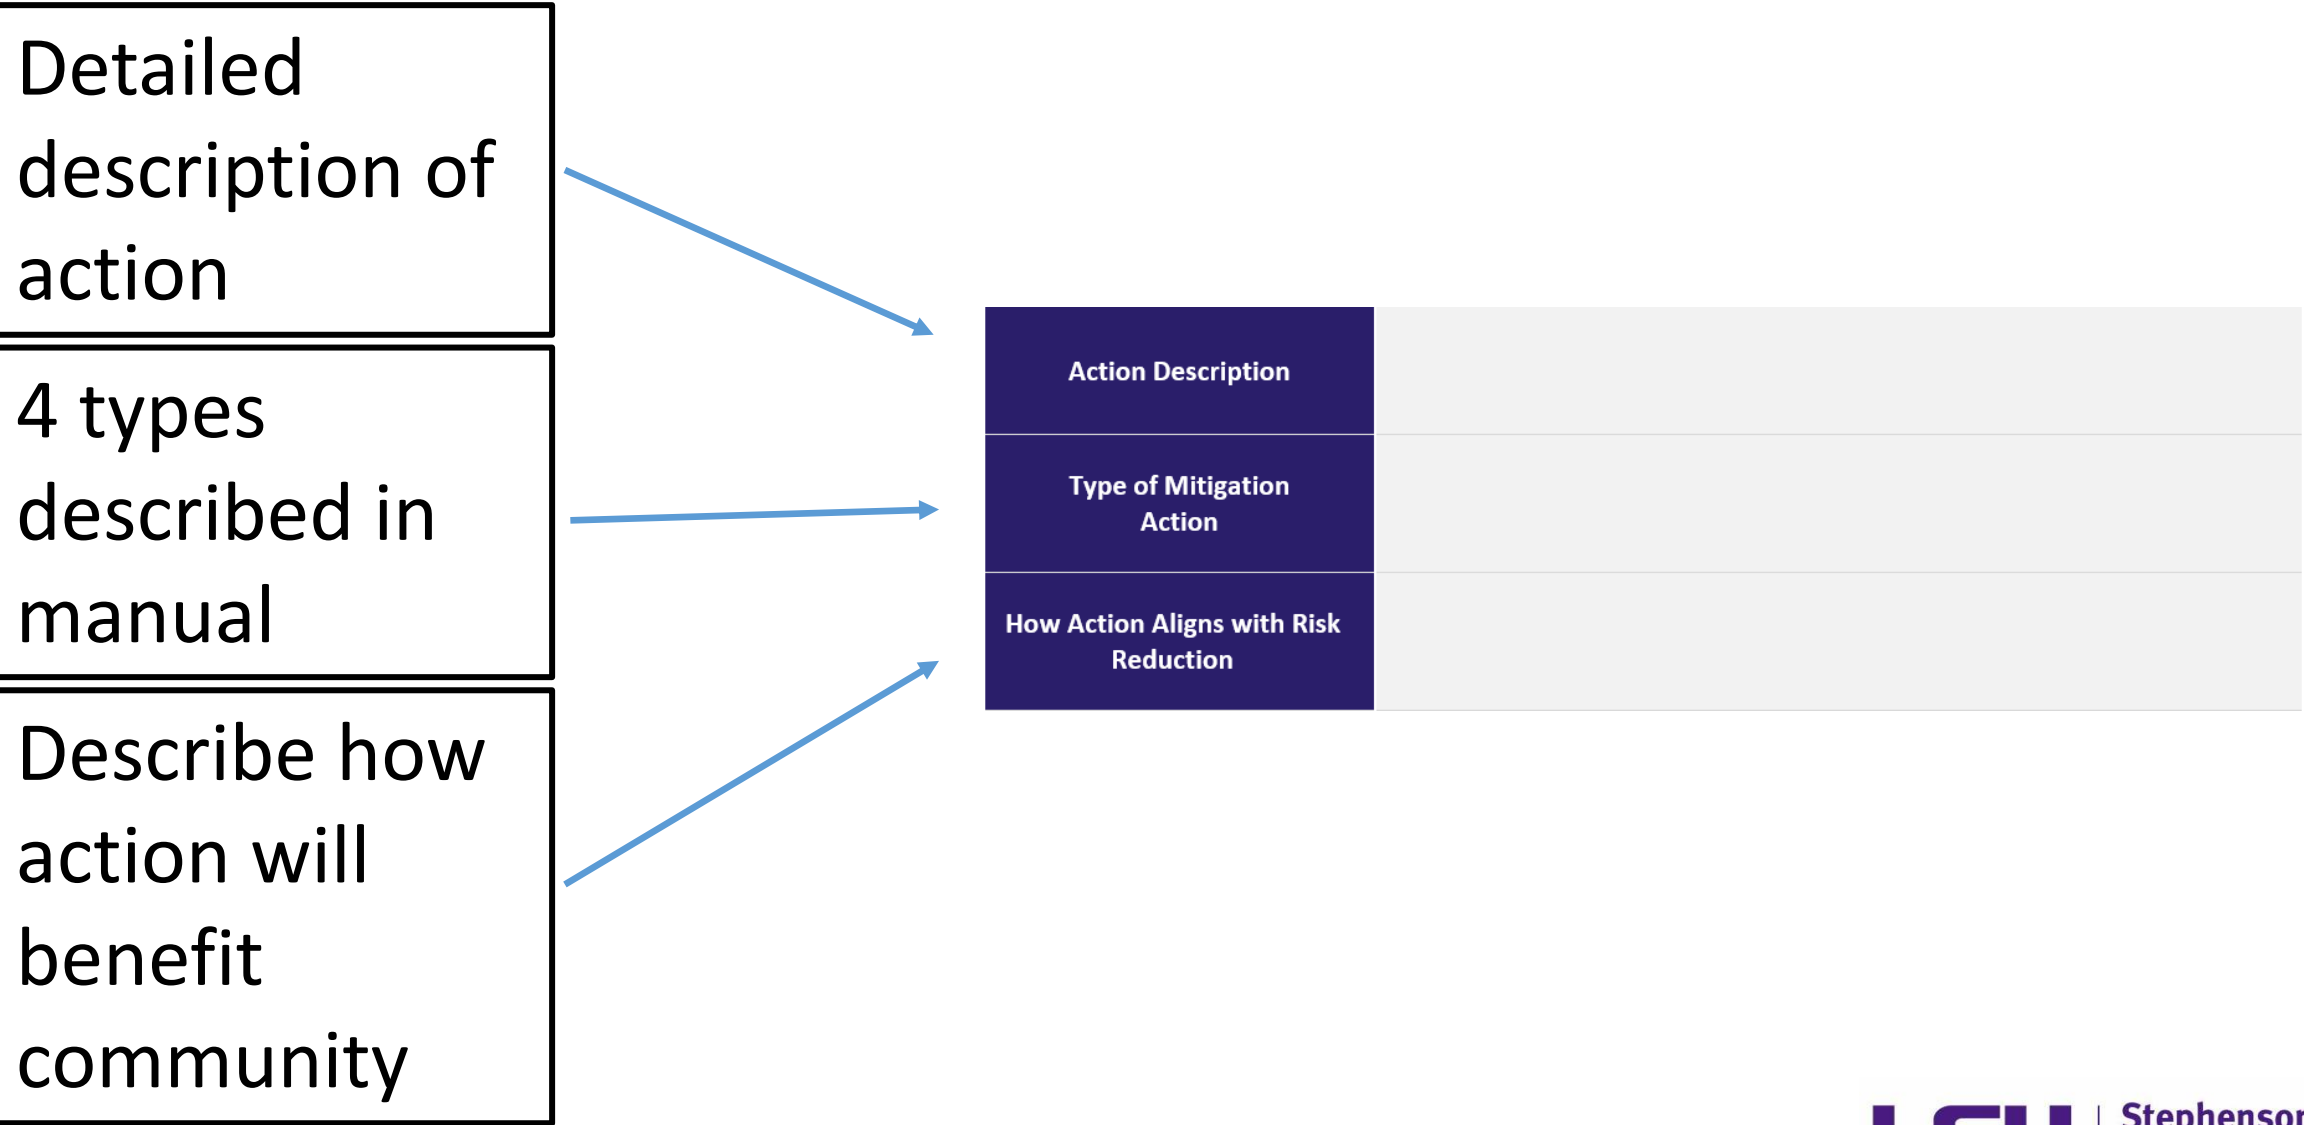 Detailed
description of
action
4 types
described in
manual
Describe how
action will
benefit
community
Action Description
Type of Mitigation
Action
How Action Aligns with Risk
Reduction